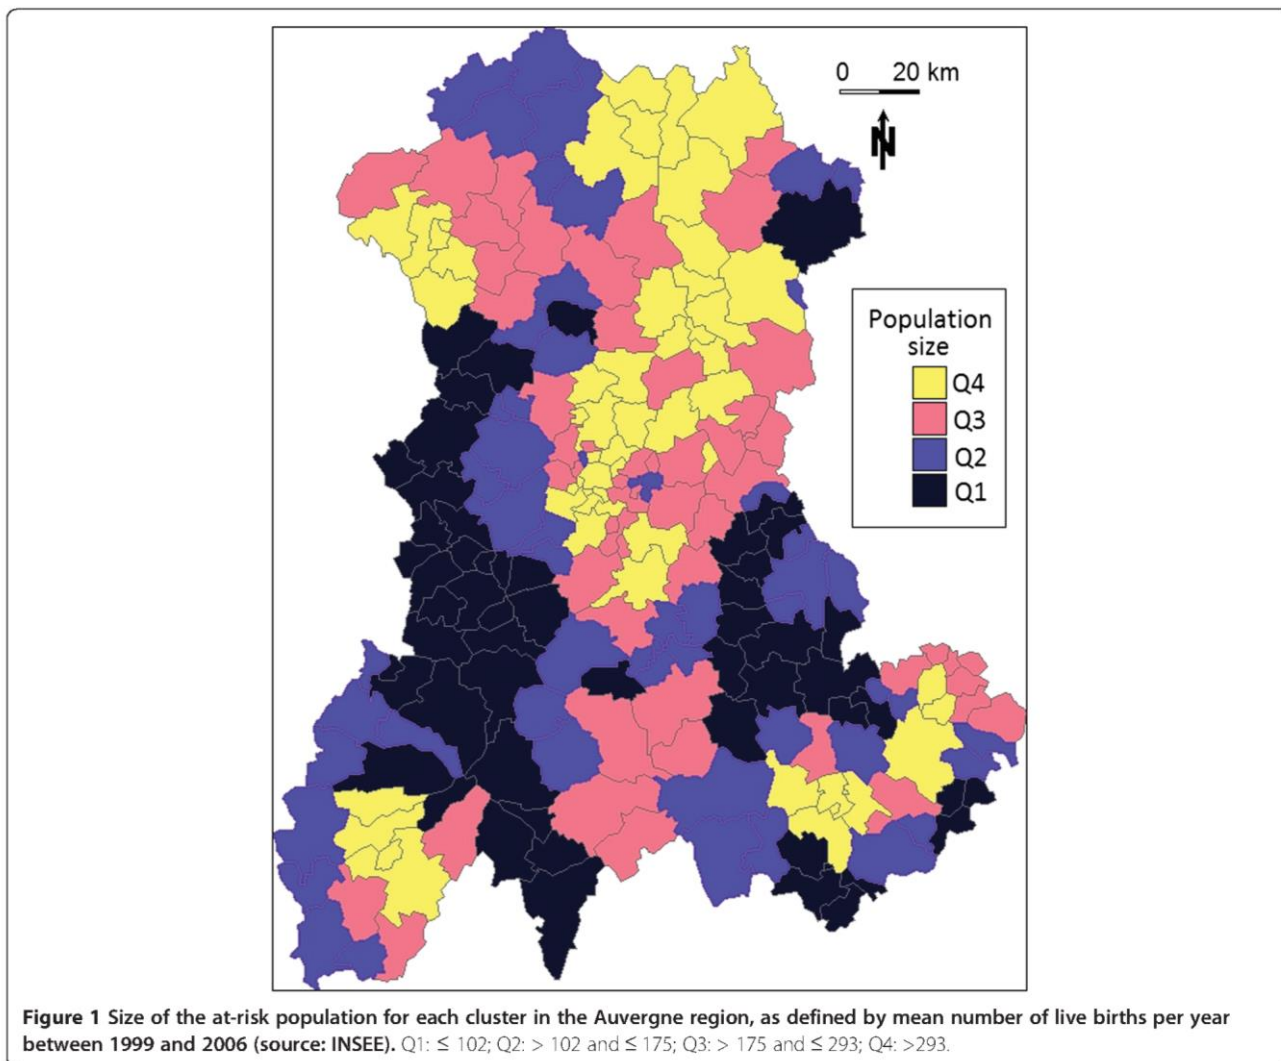 0 20 km
N
Population
size
Q4
Q3
Q2
Q1
Figure 1 Size of the at-risk population for each cluster in the Auvergne region, as defined by mean number of live births per year
between 1999 and 2006 (source: INSEE). Q1: ≤ 102; Q2: > 102 and ≤ 175; Q3: > 175 and ≤ 293; Q4: >293.